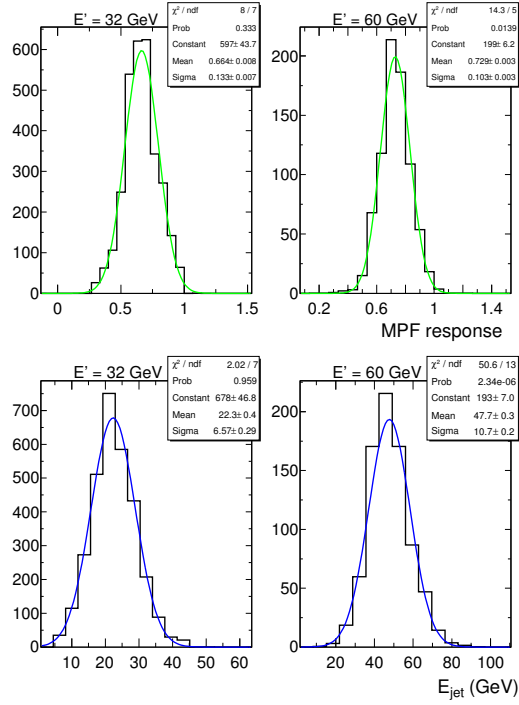 E' = 32 GeV
χ² / ndf 8 / 7
Prob 0.333
Constant 597± 43.7
Mean 0.664± 0.008
Sigma 0.133± 0.007
600
500
400
300
200
100
0
0 0.5 1 1.5
E' = 60 GeV
χ² / ndf 14.3 / 5
Prob 0.0139
Constant 199± 6.2
Mean 0.729± 0.003
Sigma 0.103± 0.003
200
150
100
50
0
0.2 0.6 1 1.4
MPF response
E' = 32 GeV
χ² / ndf 2.02 / 7
Prob 0.959
Constant 678± 46.8
Mean 22.3± 0.4
Sigma 6.57± 0.29
700
600
500
400
300
200
100
0
10 20 30 40 50 60
E' = 60 GeV
χ² / ndf 50.6 / 13
Prob 2.34e-06
Constant 193± 7.0
Mean 47.7± 0.3
Sigma 10.7± 0.2
200
150
100
50
0
20 40 60 80 100
E_jet (GeV)